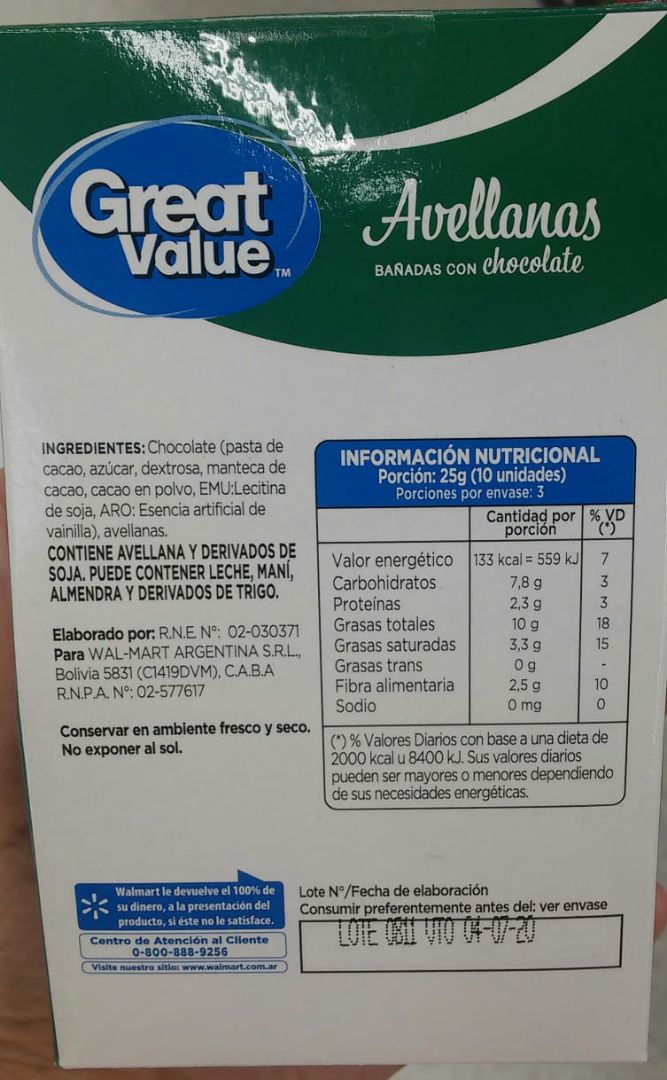 Great
Value™
Avellanas
BAÑADAS CON chocolate
INGREDIENTES: Chocolate (pasta de
cacao, azúcar, dextrosa, manteca de
cacao, cacao en polvo, EMU:Lecitina
de soja, ARO: Esencia artificial de
vainilla), avellanas.
CONTIENE AVELLANA Y DERIVADOS DE
SOJA. PUEDE CONTENER LECHE, MANÍ,
ALMENDRA Y DERIVADOS DE TRIGO.
Elaborado por: R.N.E. N°: 02-030371
Para WAL-MART ARGENTINA S.R.L.,
Bolivia 5831 (C1419DVM), C.A.B.A
R.N.P.A. N°: 02-577617
Conservar en ambiente fresco y seco.
No exponer al sol.
INFORMACIÓN NUTRICIONAL
Porción: 25g (10 unidades)
Porciones por envase: 3
Cantidad por porción % VD (*)
Valor energético 133 kcal = 559 kJ 7
Carbohidratos 7,8 g 3
Proteínas 2,3 g 3
Grasas totales 10 g 18
Grasas saturadas 3,3 g 15
Grasas trans 0 g -
Fibra alimentaria 2,5 g 10
Sodio 0 mg 0
(*) % Valores Diarios con base a una dieta de
2000 kcal u 8400 kJ. Sus valores diarios
pueden ser mayores o menores dependiendo
de sus necesidades energéticas.
Walmart le devuelve el 100% de
su dinero, a la presentación del
producto, si éste no le satisface.
Centro de Atención al Cliente
0-800-888-9256
Visite nuestro sitio: www.walmart.com.ar
Lote N°/Fecha de elaboración
Consumir preferentemente antes del: ver envase
LOTE 0811 VTO 04-07-20